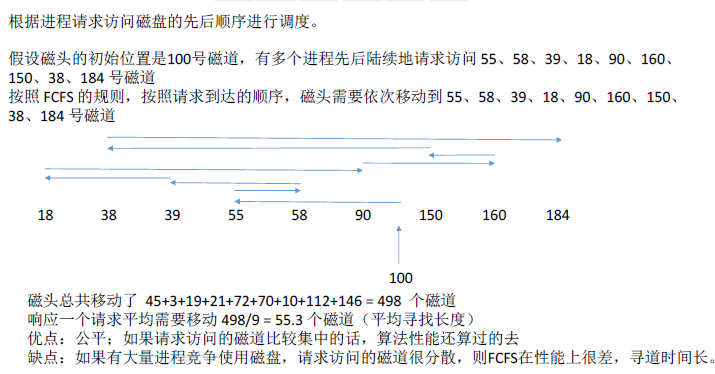 根据进程请求访问磁盘的先后顺序进行调度。
假设磁头的初始位置是100号磁道，有多个进程先后陆续地请求访问 55、58、39、18、90、160、
150、38、184 号磁道
按照 FCFS 的规则，按照请求到达的顺序，磁头需要依次移动到 55、58、39、18、90、160、150、
38、184 号磁道
18 38 39 55 58 90 150 160 184
100
磁头总共移动了 45+3+19+21+72+70+10+112+146 = 498 个磁道
响应一个请求平均需要移动 498/9 = 55.3 个磁道（平均寻找长度）
优点：公平；如果请求访问的磁道比较集中的话，算法性能还算过的去
缺点：如果有大量进程竞争使用磁盘，请求访问的磁道很分散，则FCFS在性能上很差，寻道时间长。